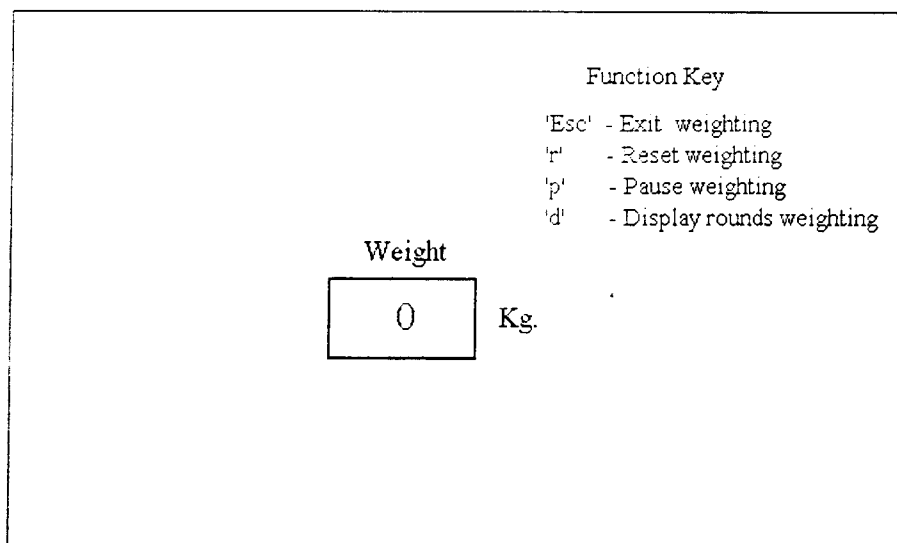 Function Key
'Esc' - Exit weighting
'r' - Reset weighting
'p' - Pause weighting
'd' - Display rounds weighting
Weight
0 Kg.